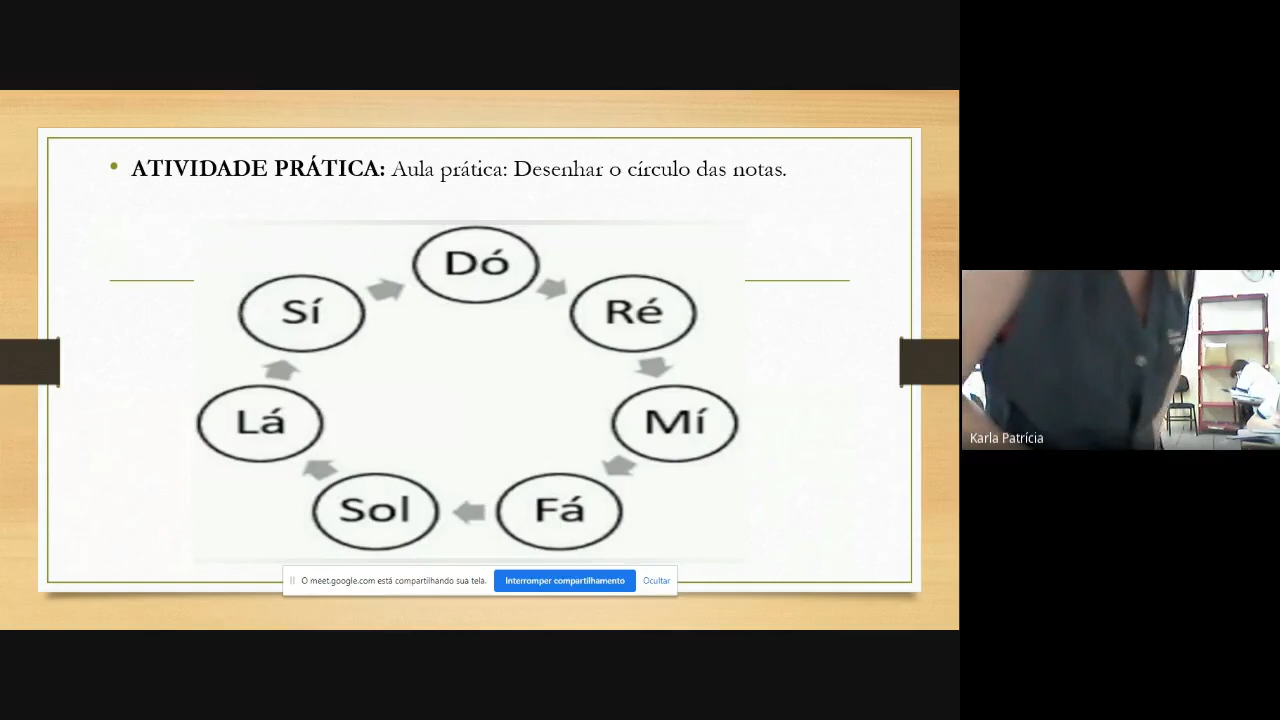 ATIVIDADE PRÁTICA: Aula prática: Desenhar o círculo das notas.
Dó
Ré
Mí
Fá
Sol
Lá
Sí
O meet.google.com está compartilhando sua tela. Interromper compartilhamento Ocultar
Karla Patrícia